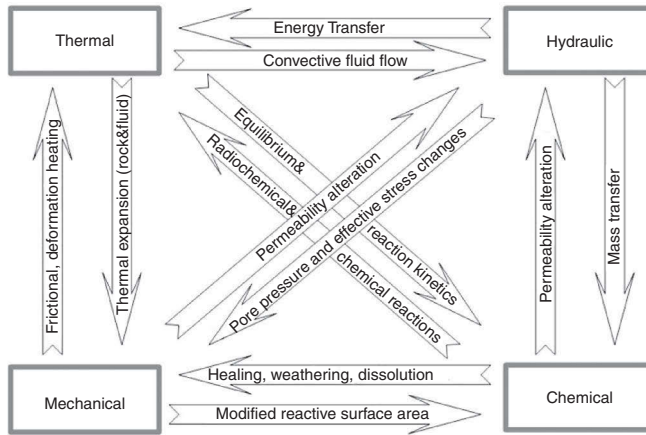 Thermal
Energy Transfer
Hydraulic
Convective fluid flow
Frictional, deformation heating
Thermal expansion (rock&fluid)
Equilibrium&
reaction kinetics
Radiochemical&
chemical reactions
Permeability alteration
Pore pressure and effective stress changes
Permeability alteration
Mass transfer
Mechanical
Healing, weathering, dissolution
Modified reactive surface area
Chemical